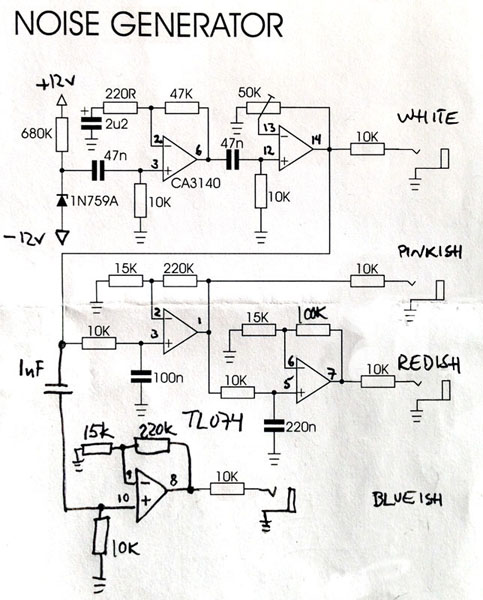 NOISE GENERATOR
+12v
220R
47K
50K
680K
2u2
+
2
-
6
47n
13
-
14
WHITE
47n
3
+
12
+
10K
CA3140
1N759A
10K
10K
-12v
PINKISH
15K
220K
10K
2
-
1
15K
100K
10K
3
+
REDISH
1nF
100n
10K
6
-
7
10K
5
+
220n
TL074
15K
220K
9
-
8
10K
10
+
BLUEISH
10K